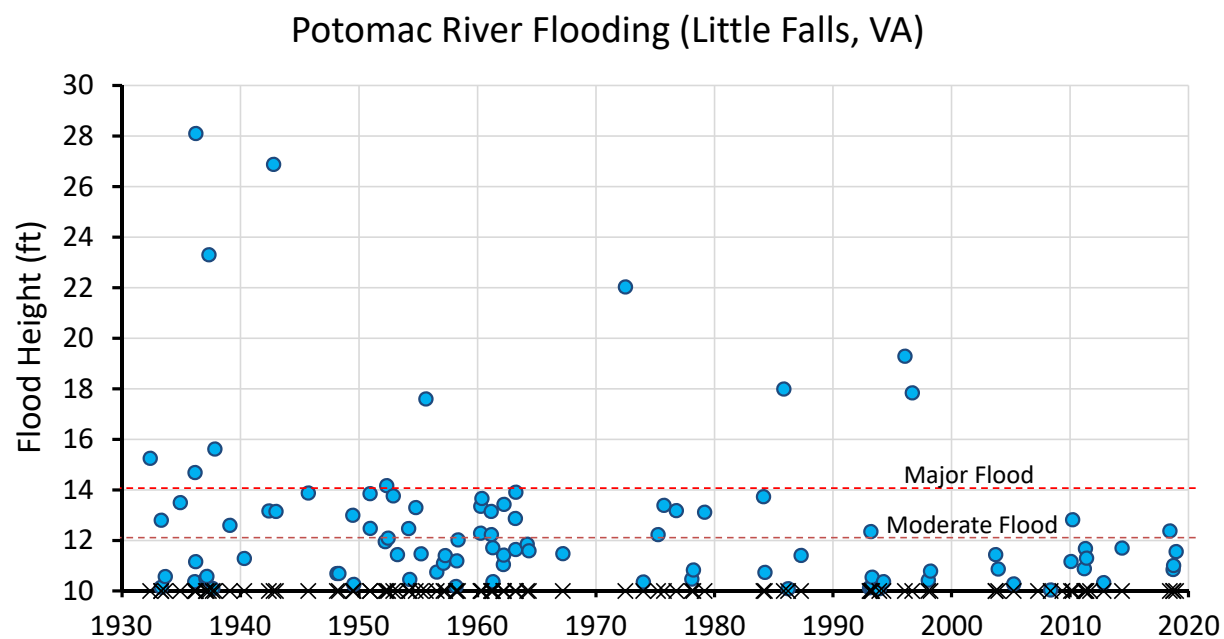 Potomac River Flooding (Little Falls, VA)
Flood Height (ft)
30
28
26
24
22
20
18
16
14
12
10
Major Flood
Moderate Flood
1930 1940 1950 1960 1970 1980 1990 2000 2010 2020